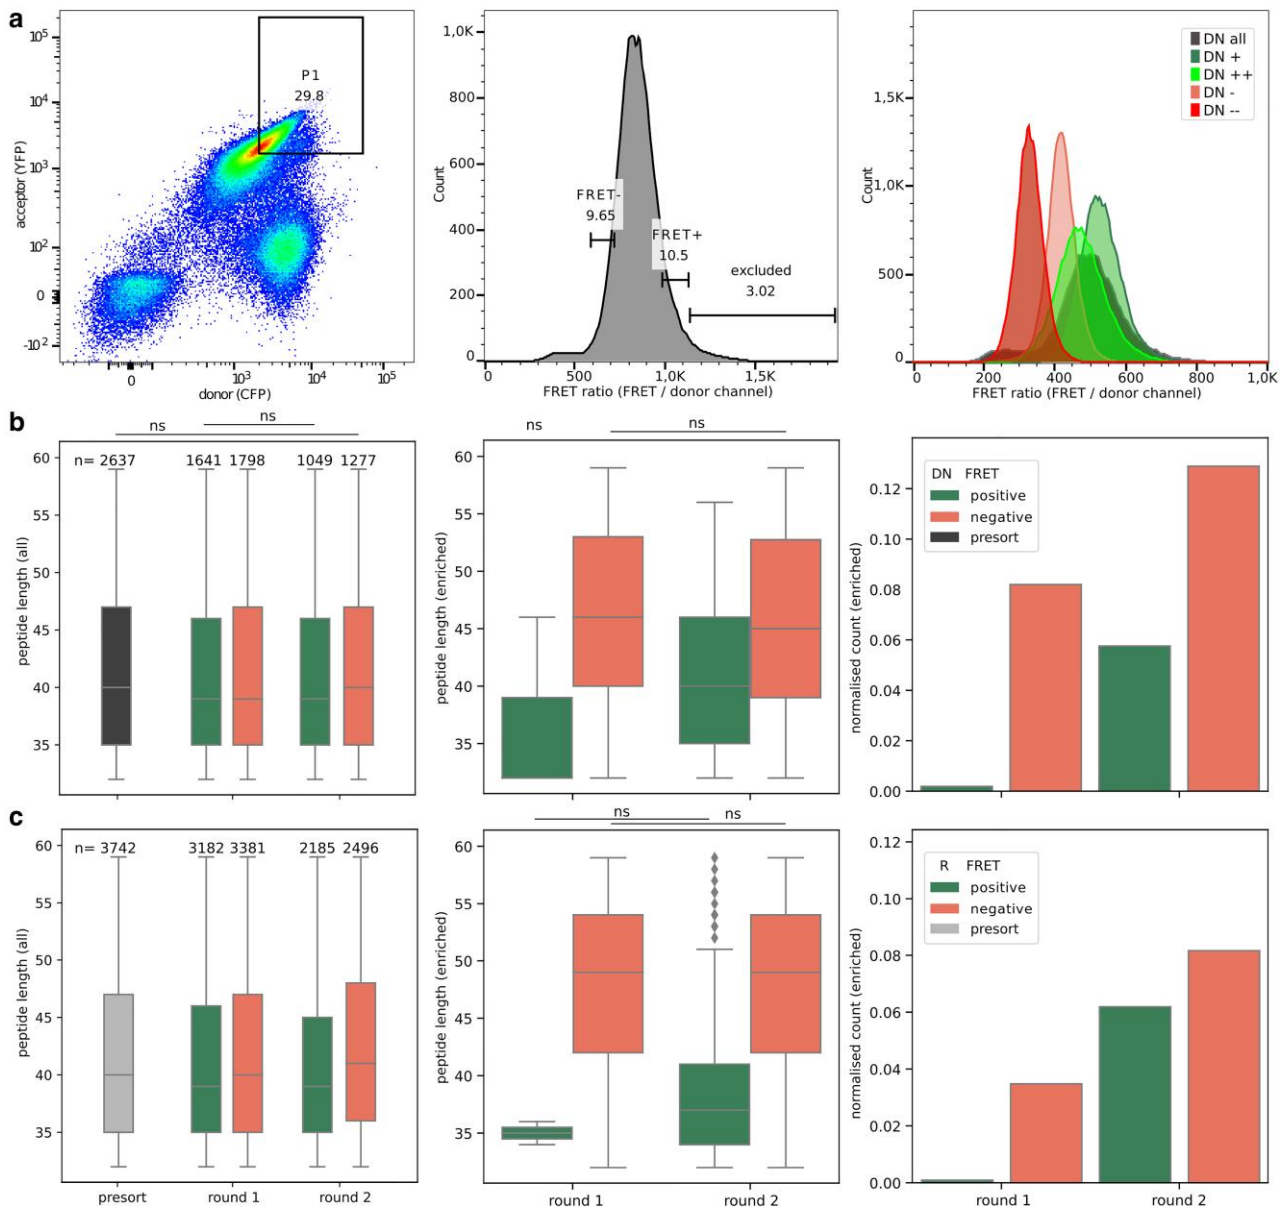 a
10⁵
10⁴
10³
10²
0
-10²
acceptor (YFP)
P1
29.8
0
10³
10⁴
10⁵
donor (CFP)
1,0K
800
600
400
200
0
Count
FRET-
9.65
FRET+
10.5
excluded
3.02
0
500
1,0K
1,5K
FRET ratio (FRET / donor channel)
1,5K
1,0K
500
0
Count
DN all
DN +
DN ++
DN -
DN --
0
200
400
600
800
1,0K
FRET ratio (FRET / donor channel)
b
ns
ns
n= 2637
1641
1798
1049
1277
60
55
50
45
40
35
peptide length (all)
ns
ns
60
55
50
45
40
35
peptide length (enriched)
0.12
0.10
0.08
0.06
0.04
0.02
0.00
normalised count (enriched)
DN FRET
positive
negative
presort
c
n= 3742
3182
3381
2185
2496
60
55
50
45
40
35
peptide length (all)
presort
round 1
round 2
ns
ns
60
55
50
45
40
35
peptide length (enriched)
round 1
round 2
0.12
0.10
0.08
0.06
0.04
0.02
0.00
normalised count (enriched)
R FRET
positive
negative
presort
round 1
round 2